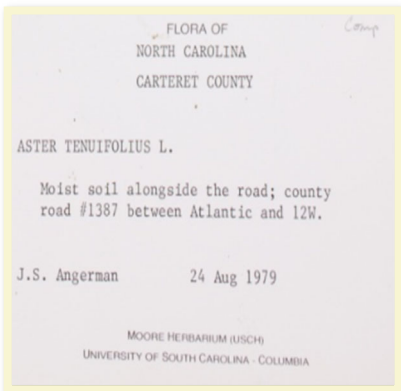 Comp
FLORA OF
NORTH CAROLINA
CARTERET COUNTY
ASTER TENUIFOLIUS L.
Moist soil alongside the road; county
road #1387 between Atlantic and 12W.
J.S. Angerman 24 Aug 1979
MOORE HERBARIUM (USCH)
UNIVERSITY OF SOUTH CAROLINA - COLUMBIA